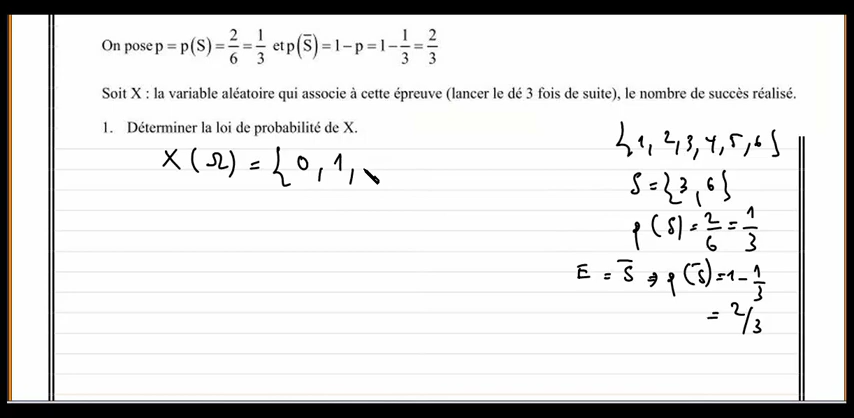 On pose p = p(S) = 2/6 = 1/3 et p(S̅) = 1 − p = 1 − 1/3 = 2/3
Soit X : la variable aléatoire qui associe à cette épreuve (lancer le dé 3 fois de suite), le nombre de succès réalisé.
1. Déterminer la loi de probabilité de X.
X(Ω) = {0, 1,
{1, 2, 3, 4, 5, 6}
S = {3, 6}
p(S) = 2/6 = 1/3
E = S̅ ⇒ p(S̅) = 1 − 1/3
= 2/3